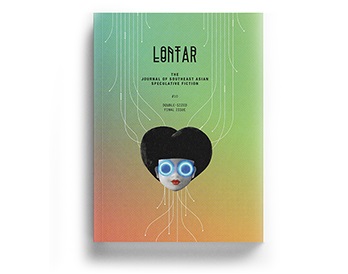 LONTAR
THE
JOURNAL OF SOUTHEAST ASIAN
SPECULATIVE FICTION
DOUBLE-SIZED
FINAL ISSUE